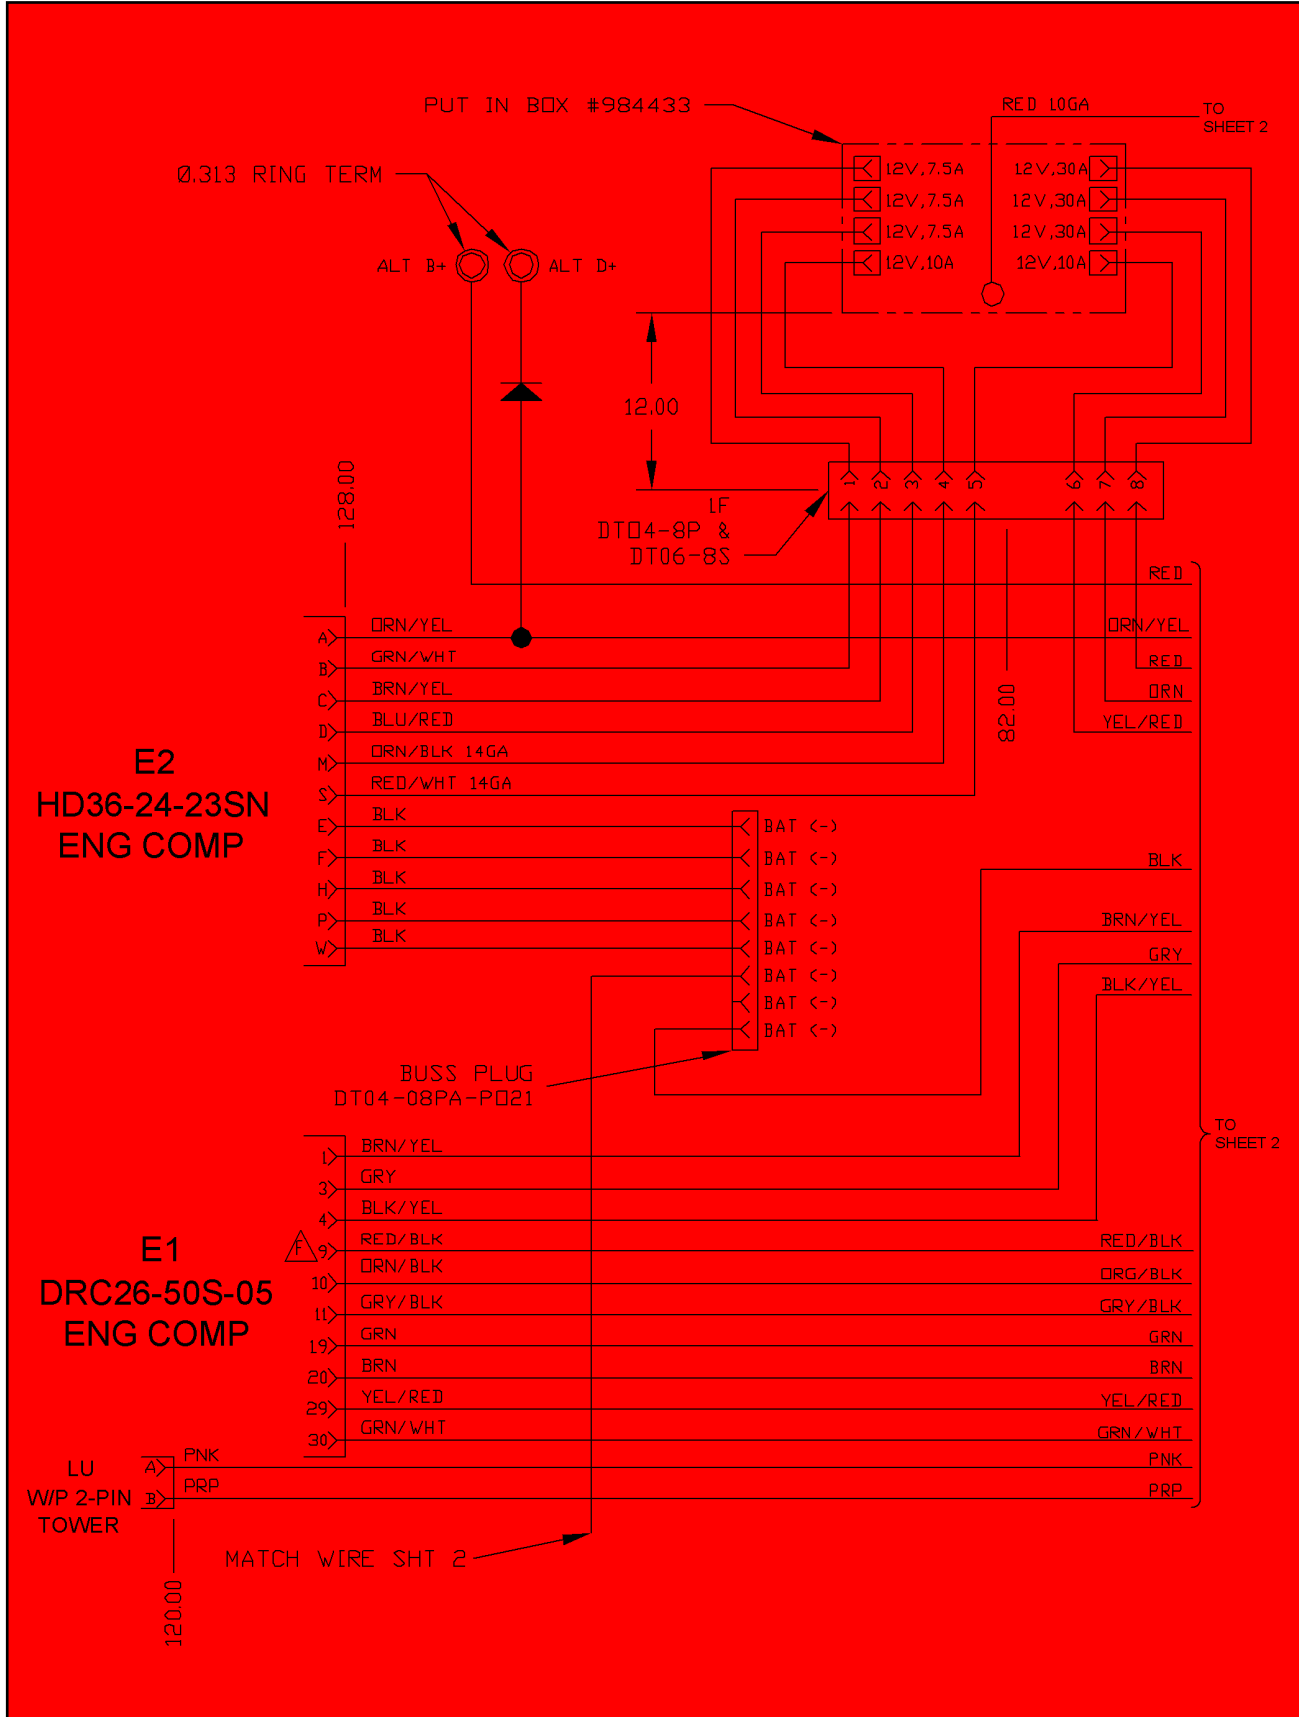 PUT IN BOX #984433
RED 10GA
TO
SHEET 2
Ø.313 RING TERM
12V,7.5A
12V,30A
12V,7.5A
12V,30A
12V,7.5A
12V,30A
12V,10A
12V,10A
ALT B+
ALT D+
12.00
128.00
1
2
3
4
5
6
7
8
LF
DT04-8P &
DT06-8S
82.00
RED
ORN/YEL
RED
ORN
YEL/RED
E2
HD36-24-23SN
ENG COMP
A
ORN/YEL
B
GRN/WHT
C
BRN/YEL
D
BLU/RED
M
ORN/BLK 14GA
S
RED/WHT 14GA
E
BLK
F
BLK
H
BLK
P
BLK
W
BLK
BAT (-)
BAT (-)
BAT (-)
BAT (-)
BAT (-)
BAT (-)
BAT (-)
BAT (-)
BLK
BRN/YEL
GRY
BLK/YEL
BUSS PLUG
DT04-08PA-P021
TO
SHEET 2
E1
DRC26-50S-05
ENG COMP
F
1
BRN/YEL
3
GRY
4
BLK/YEL
9
RED/BLK
RED/BLK
10
ORN/BLK
ORG/BLK
11
GRY/BLK
GRY/BLK
19
GRN
GRN
20
BRN
BRN
29
YEL/RED
YEL/RED
30
GRN/WHT
GRN/WHT
LU
W/P 2-PIN
TOWER
A
PNK
PNK
B
PRP
PRP
120.00
MATCH WIRE SHT 2